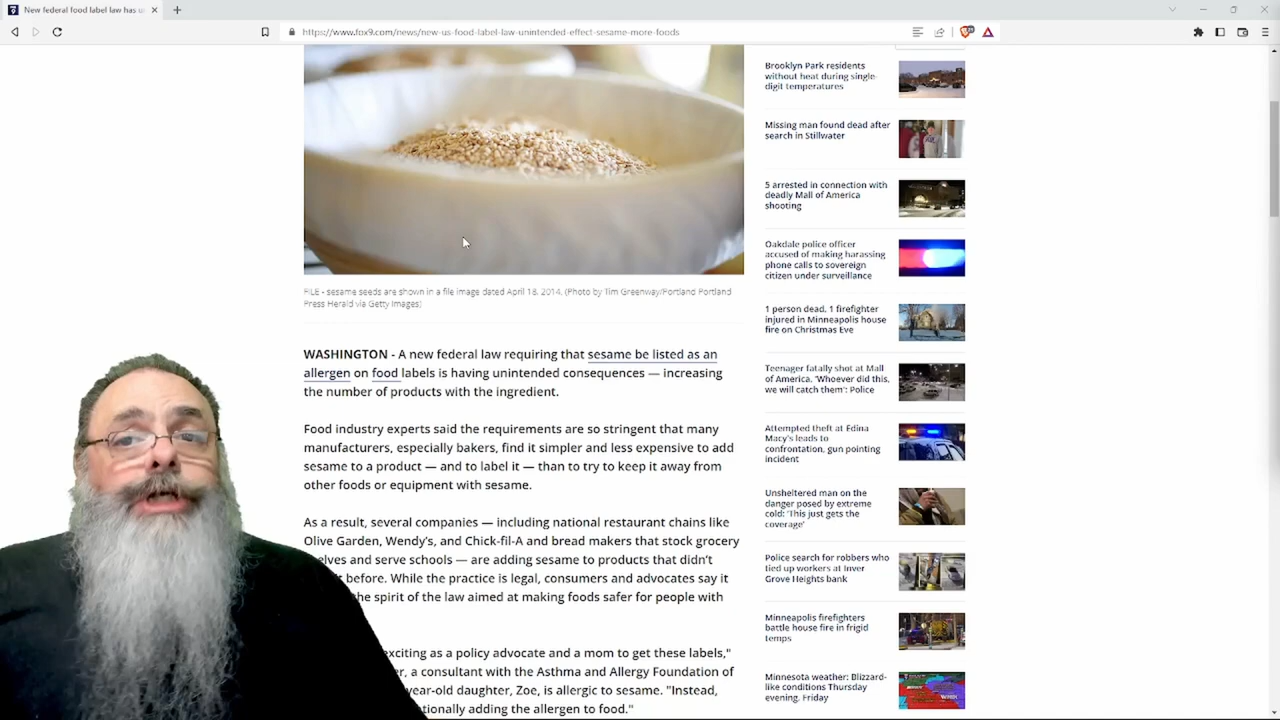 New federal food label law has u
https://www.fox9.com/news/new-us-food-label-law-unintended-effect-sesame-more-foods
FILE - sesame seeds are shown in a file image dated April 18, 2014. (Photo by Tim Greenway/Portland Portland
Press Herald via Getty Images)
WASHINGTON - A new federal law requiring that sesame be listed as an
allergen on food labels is having unintended consequences — increasing
the number of products with the ingredient.
Food industry experts said the requirements are so stringent that many
manufacturers, especially bakers, find it simpler and less expensive to add
sesame to a product — and to label it — than to try to keep it away from
other foods or equipment with sesame.
As a result, several companies — including national restaurant chains like
Olive Garden, Wendy's, and Chick-fil-A and bread makers that stock grocery
elves and serve schools — are adding sesame to products that didn't
before. While the practice is legal, consumers and advocates say it
the spirit of the law aimed at making foods safer for people with
exciting as a policy advocate and a mom to get these labels,"
er, a consultant with the Asthma and Allergy Foundation of
year-old daughter, Zoe, is allergic to sesame. "Instead,
tionally adding the allergen to food."
Brooklyn Park residents
without heat during single-
digit temperatures
Missing man found dead after
search in Stillwater
5 arrested in connection with
deadly Mall of America
shooting
Oakdale police officer
accused of making harassing
phone calls to sovereign
citizen under surveillance
1 person dead, 1 firefighter
injured in Minneapolis house
fire on Christmas Eve
Teenager fatally shot at Mall
of America. 'Whoever did this,
we will catch them': Police
Attempted theft at Edina
Macy's leads to
confrontation, gun pointing
incident
Unsheltered man on the
danger posed by extreme
cold: 'This just gets the
coverage'
Police search for robbers who
tied up workers at Inver
Grove Heights bank
Minneapolis firefighters
battle house fire in frigid
temps
Minnesota weather: Blizzard-
like conditions Thursday
evening, Friday